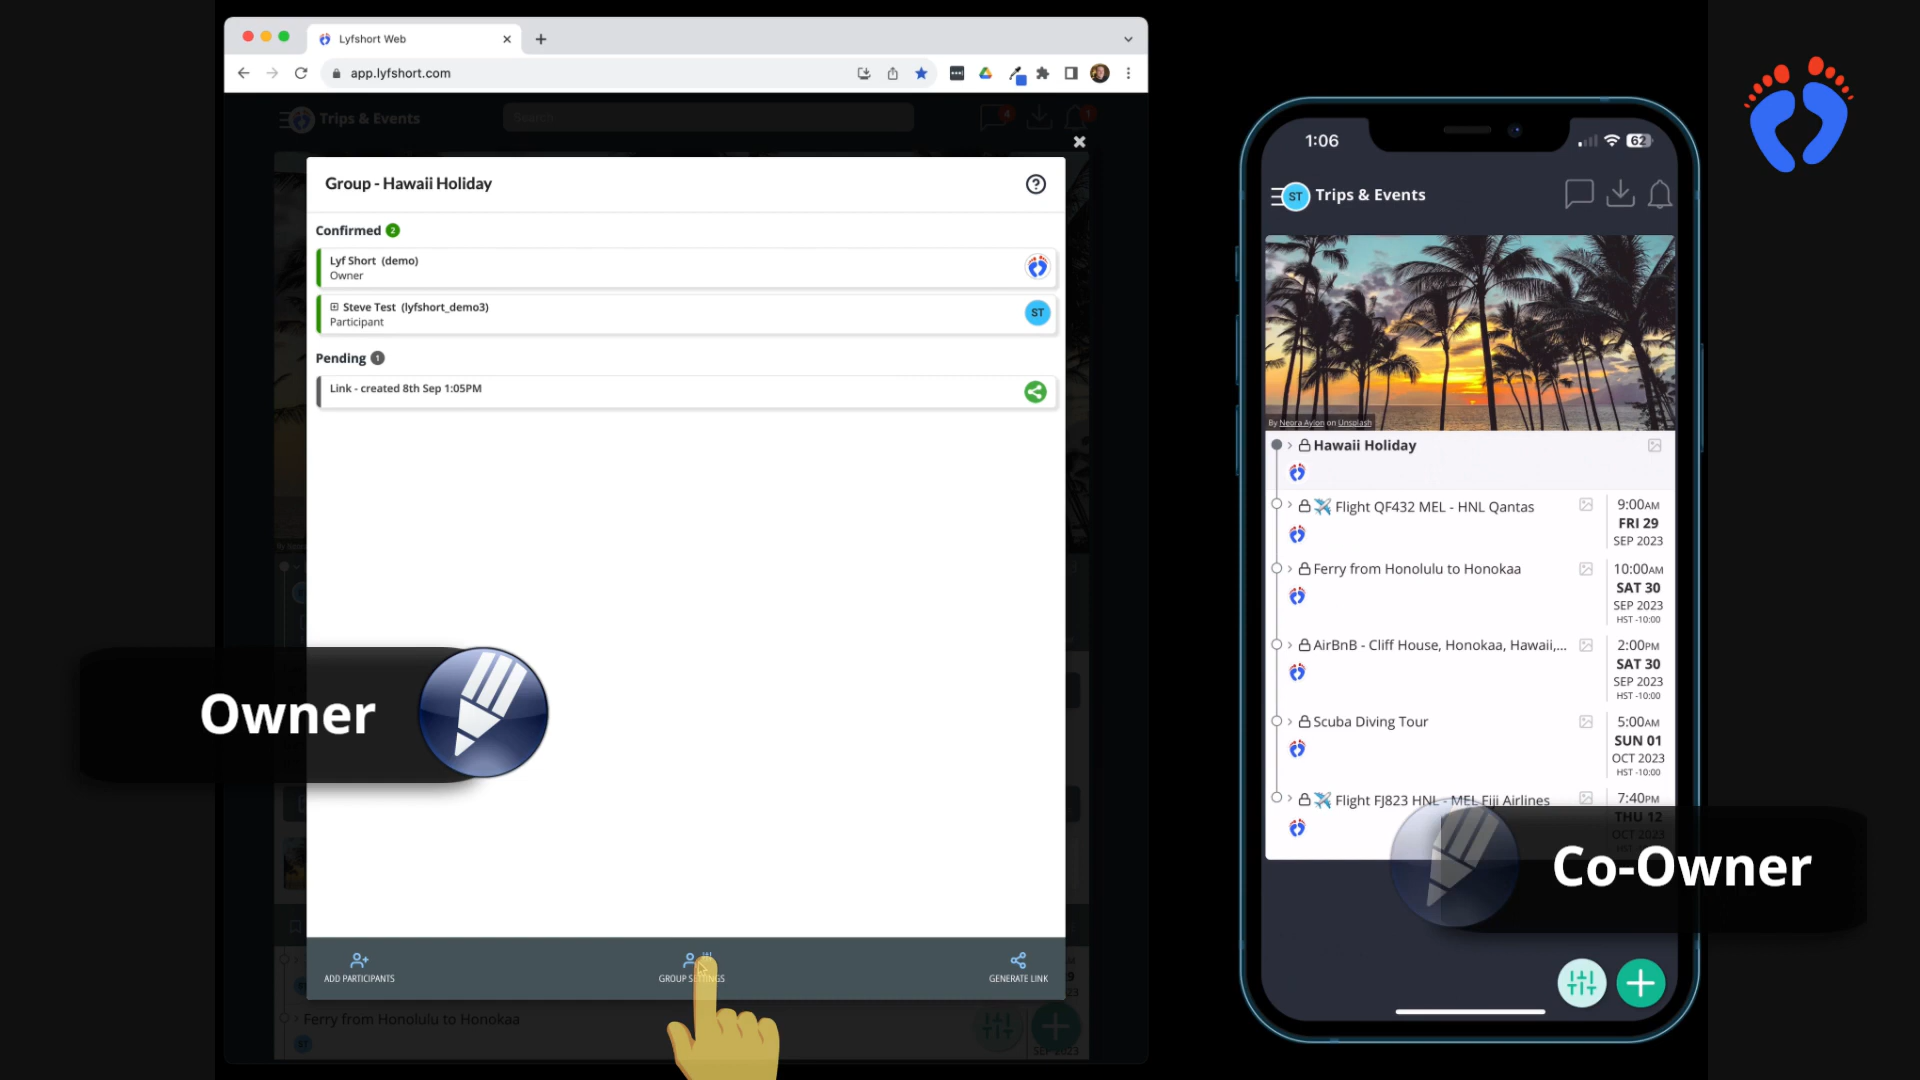 Lyfshort Web
app.lyfshort.com
Trips & Events
Search
4
1
Group - Hawaii Holiday
Confirmed 2
Lyf Short (demo)
Owner
Steve Test (lyfshort_demo3)
Participant
ST
Pending 1
Link - created 8th Sep 1:05PM
ADD PARTICIPANTS
GROUP SETTINGS
GENERATE LINK
Ferry from Honolulu to Honokaa
SEP 2023
Owner
1:06
62
ST
Trips & Events
By Neora Aylon on Unsplash
Hawaii Holiday
Flight QF432 MEL - HNL Qantas
9:00AM
FRI 29
SEP 2023
Ferry from Honolulu to Honokaa
10:00AM
SAT 30
SEP 2023
HST -10:00
AirBnB - Cliff House, Honokaa, Hawaii,...
2:00PM
SAT 30
SEP 2023
HST -10:00
Scuba Diving Tour
5:00AM
SUN 01
OCT 2023
HST -10:00
Flight FJ823 HNL - MEL Fiji Airlines
7:40PM
THU 12
OCT 2023
Co-Owner